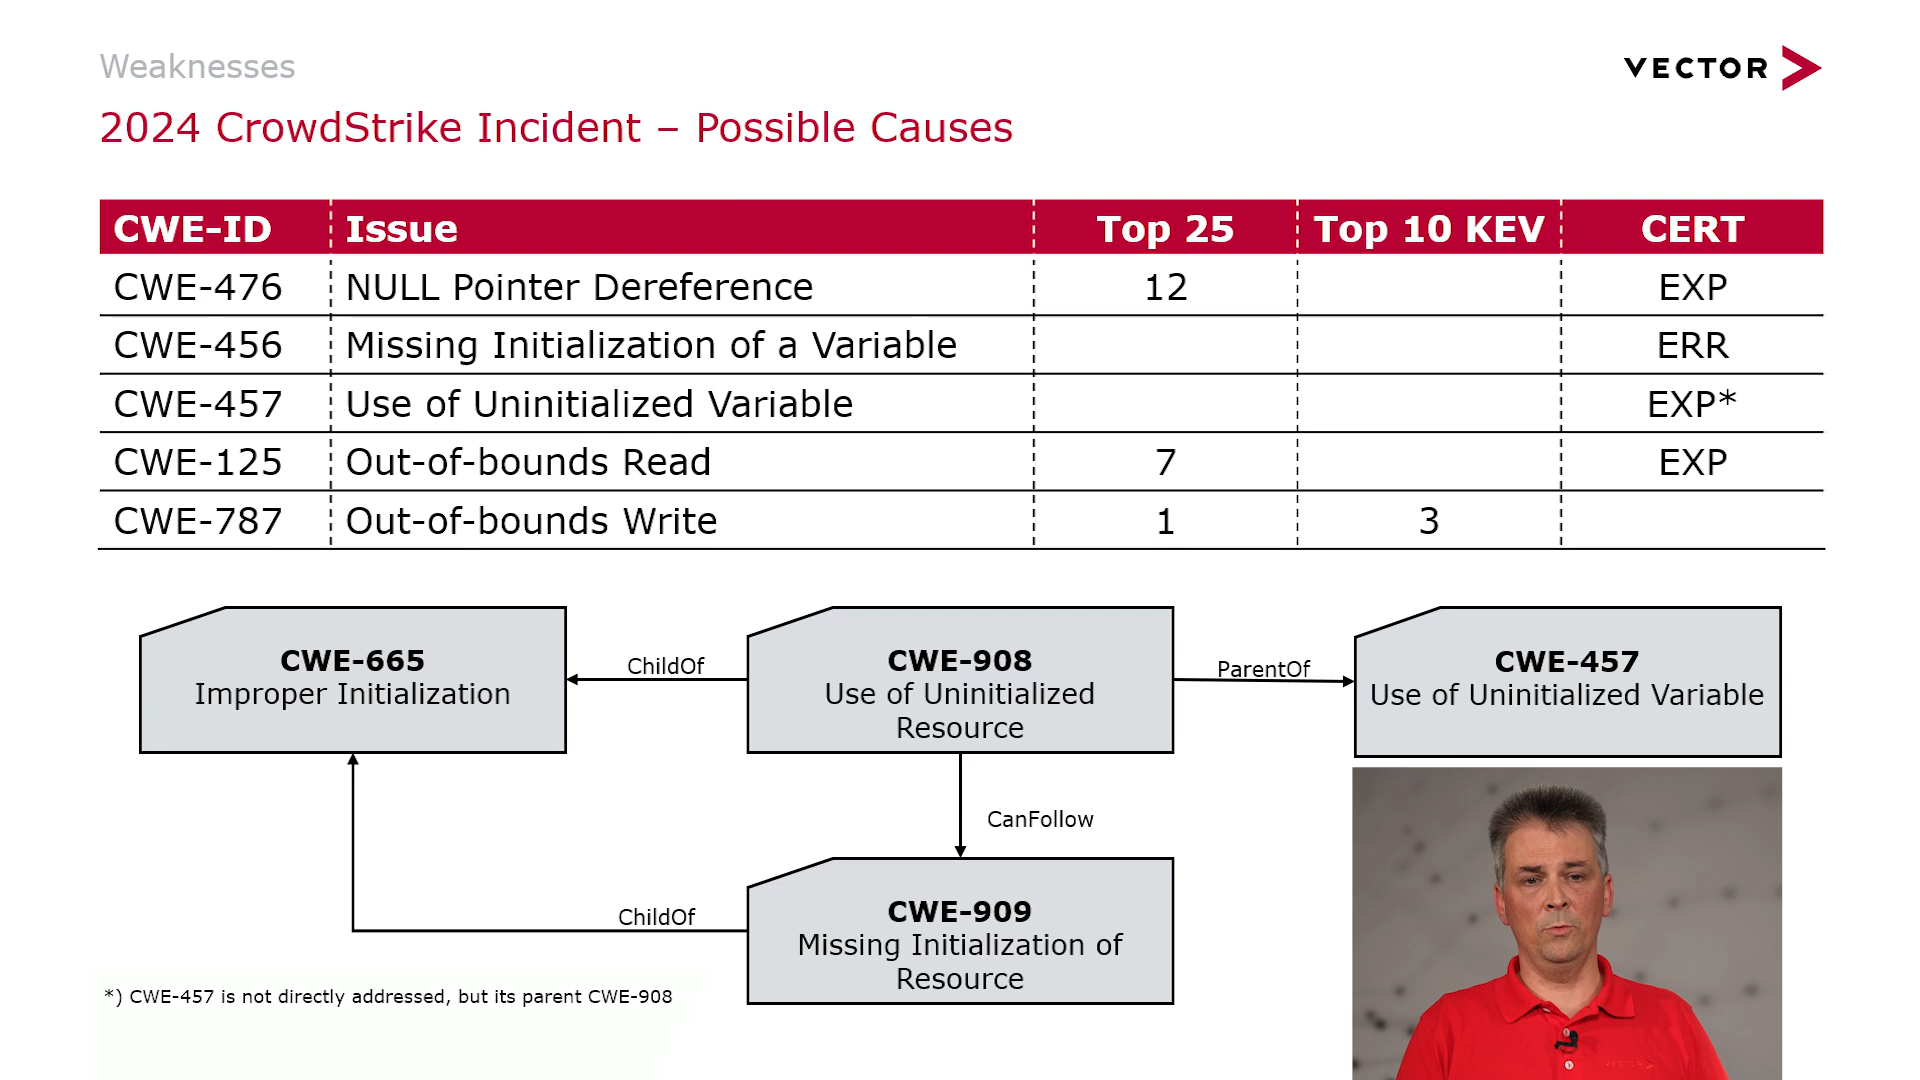 Weaknesses
VECTOR
2024 CrowdStrike Incident – Possible Causes
CWE-ID Issue Top 25 Top 10 KEV CERT
CWE-476 NULL Pointer Dereference 12 EXP
CWE-456 Missing Initialization of a Variable ERR
CWE-457 Use of Uninitialized Variable EXP*
CWE-125 Out-of-bounds Read 7 EXP
CWE-787 Out-of-bounds Write 1 3
CWE-665
Improper Initialization
ChildOf
CWE-908
Use of Uninitialized
Resource
ParentOf
CWE-457
Use of Uninitialized Variable
CanFollow
ChildOf
CWE-909
Missing Initialization of
Resource
*) CWE-457 is not directly addressed, but its parent CWE-908
VECTOR